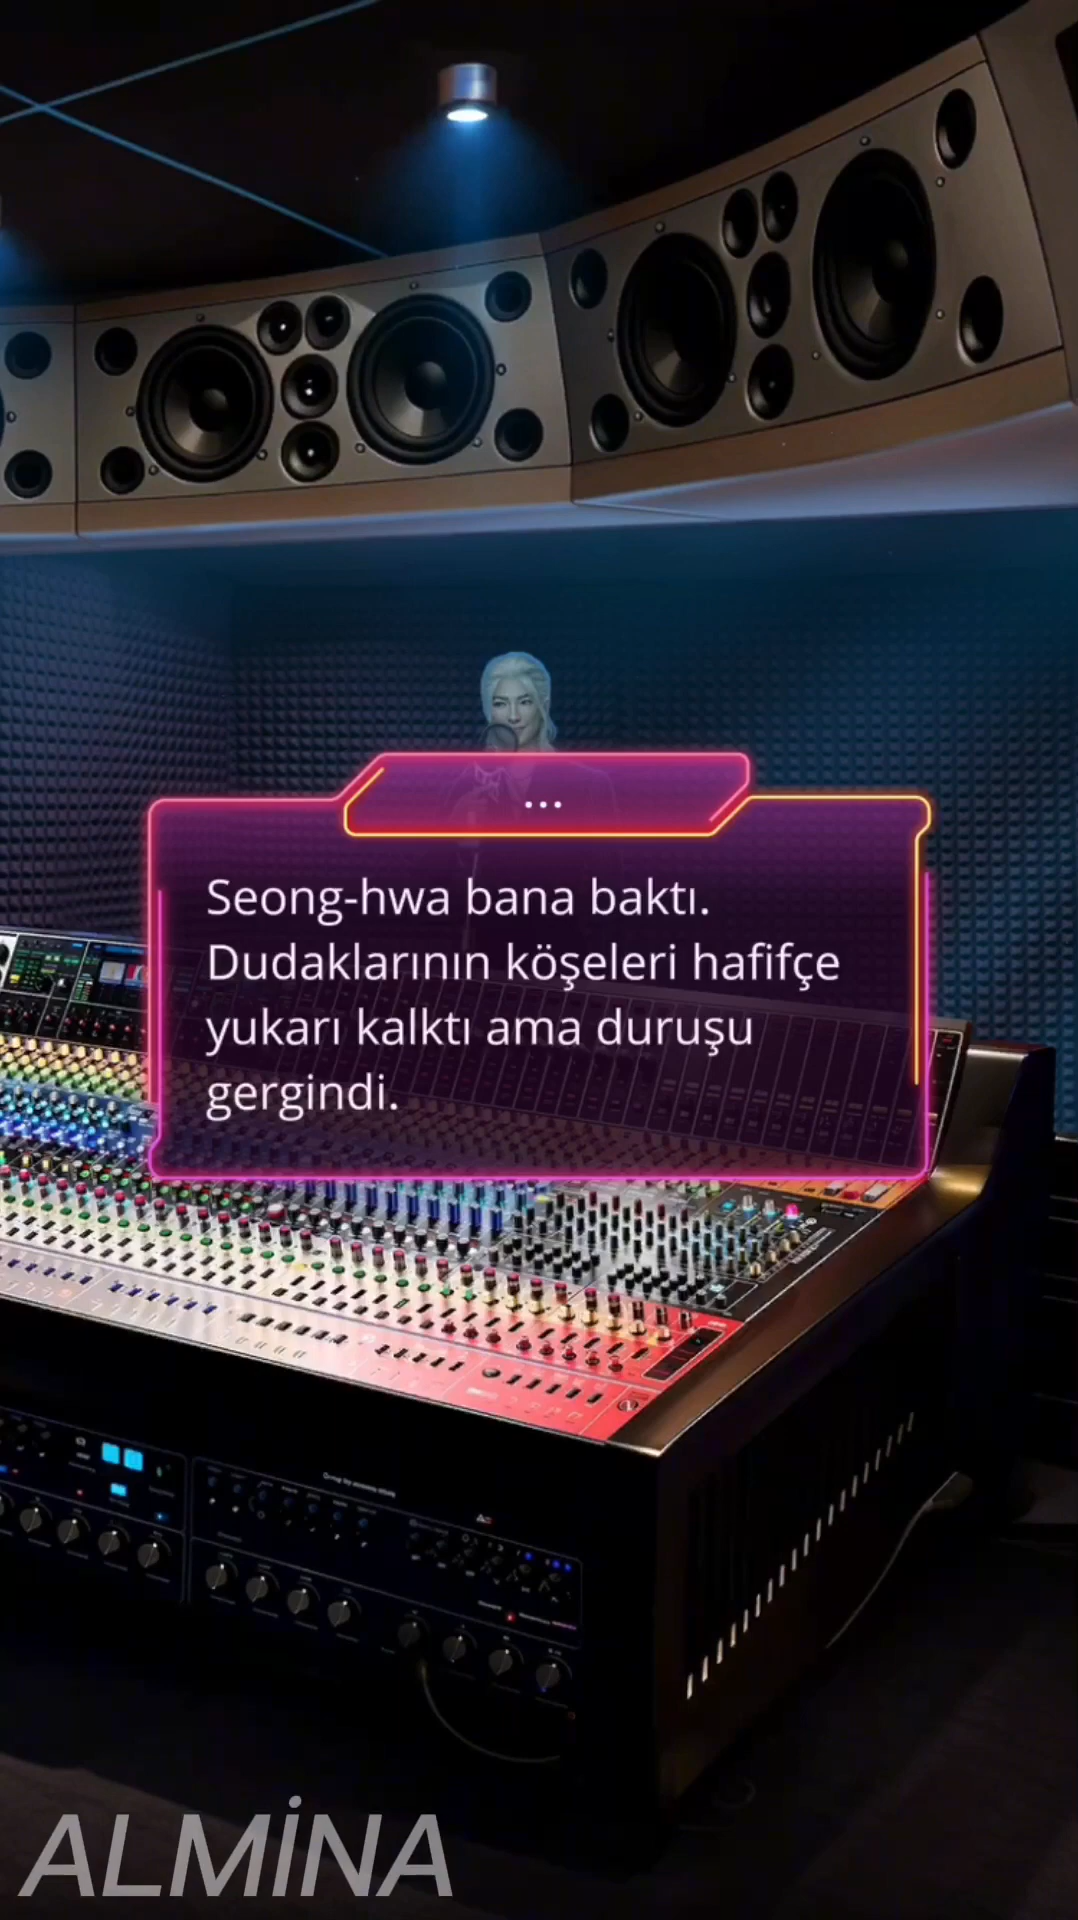 ...
Seong-hwa bana baktı.
Dudaklarının köşeleri hafifçe
yukarı kalktı ama duruşu
gergindi.
ALMİNA